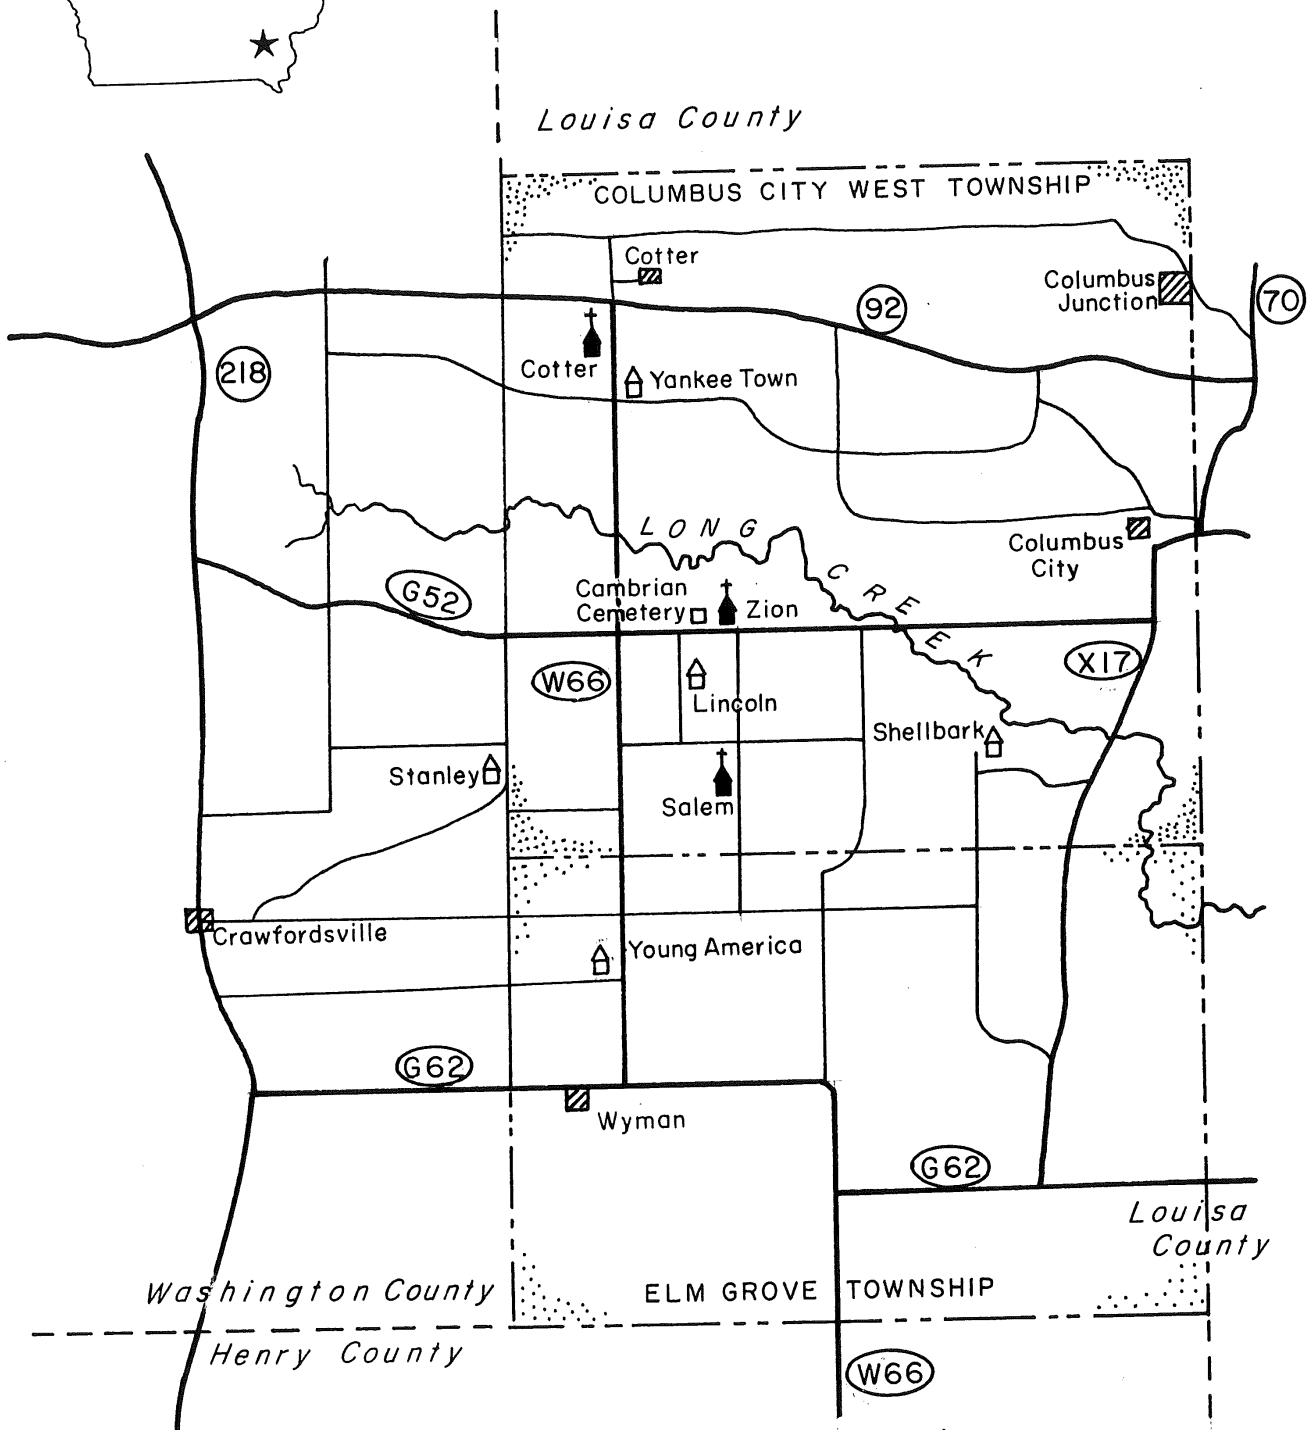 Louisa County
COLUMBUS CITY WEST TOWNSHIP
Cotter
Columbus
Junction
70
92
218
Cotter
Yankee Town
LONG
CREEK
Columbus
City
G52
Cambrian
Cemetery
Zion
W66
X17
Lincoln
Shellbark
Stanley
Salem
Crawfordsville
Young America
G62
Wyman
G62
Louisa
County
Washington County
ELM GROVE TOWNSHIP
Henry County
W66